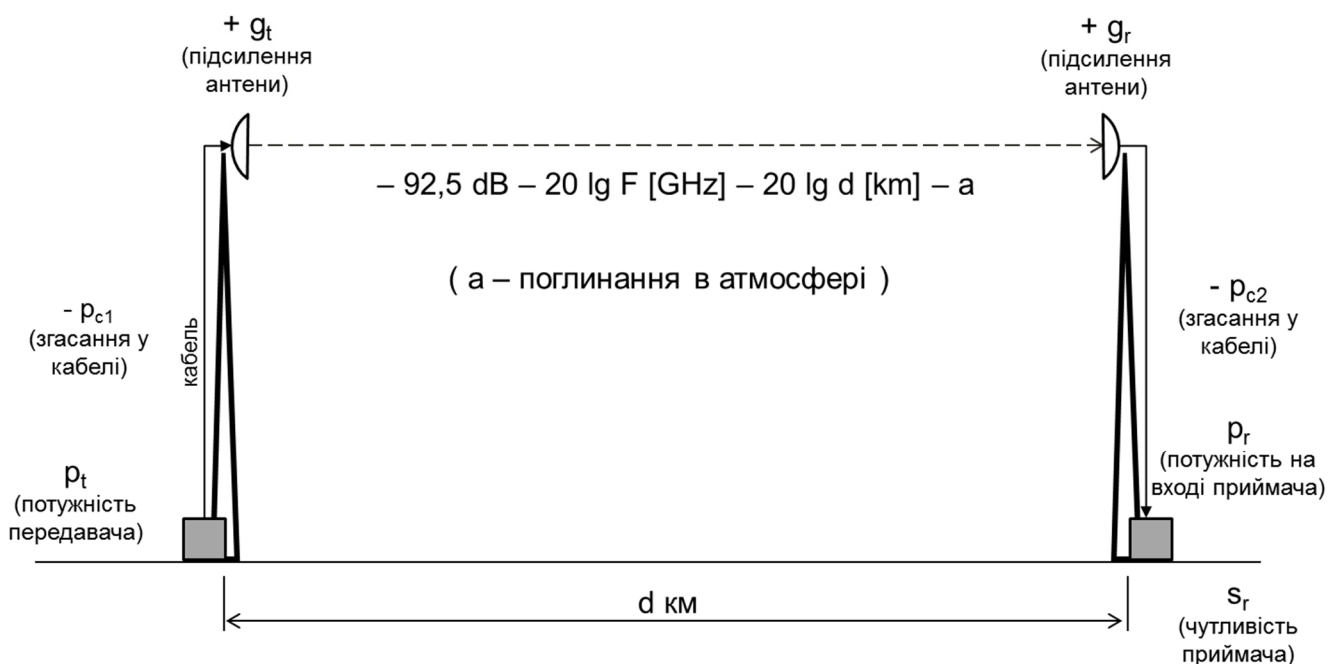 + gt
(підсилення
антени)
+ gr
(підсилення
антени)
– 92,5 dB – 20 lg F [GHz] – 20 lg d [km] – a
( a – поглинання в атмосфері )
- pc1
(згасання у
кабелі)
кабель
- pc2
(згасання у
кабелі)
pt
(потужність
передавача)
pr
(потужність на
вході приймача)
d км
sr
(чутливість
приймача)